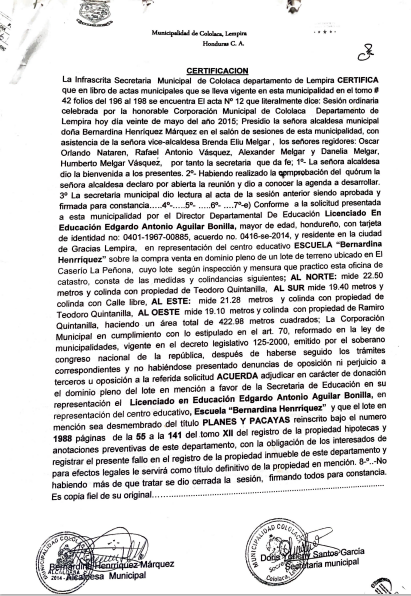 Municipalidad de Cololaca, Lempira
Honduras C. A.
CERTIFICACION
La Infrascrita Secretaria Municipal de Cololaca departamento de Lempira CERTIFICA
que en libro de actas municipales que se lleva vigente en esta municipalidad en el tomo #
42 folios del 196 al 198 se encuentra El acta Nº 12 que literalmente dice: Sesión ordinaria
celebrada por la honorable Corporación Municipal de Cololaca Departamento de
Lempira hoy día veinte de mayo del año 2015; Presidio la señora alcaldesa municipal
doña Bernandina Henríquez Márquez en el salón de sesiones de esta municipalidad, con
asistencia de la señora vice-alcaldesa Brenda Eliu Melgar , los señores regidores: Oscar
Orlando Nataren, Rafael Antonio Vásquez, Alexander Melgar y Danelia Melgar,
Humberto Melgar Vásquez, por tanto la secretaria que da fe; 1º- La señora alcaldesa
dio la bienvenida a los presentes. 2º- Habiendo realizado la aprobación del quórum la
señora alcaldesa declaro por abierta la reunión y dio a conocer la agenda a desarrollar.
3º La secretaria municipal dio lectura al acta de la sesión anterior siendo aprobada y
firmada para constancia.....4º-.....5º- .....6º- ....7º-e) Conforme a la solicitud presentada
a esta municipalidad por el Director Departamental De Educación Licenciado En
Educación Edgardo Antonio Aguilar Bonilla, mayor de edad, hondureño, con tarjeta
de identidad no: 0401-1967-00885, acuerdo no. 0416-se-2014, y residente en la ciudad
de Gracias Lempira, en representación del centro educativo ESCUELA "Bernardina
Henrríquez" sobre la compra venta en dominio pleno de un lote de terreno ubicado en El
Caserío La Peñona, cuyo lote según inspección y mensura que practico esta oficina de
catastro, consta de las medidas y colindancias siguientes; AL NORTE: mide 22.50
metros y colinda con propiedad de Teodoro Quintanilla, AL SUR mide 19.40 metros y
colinda con Calle libre, AL ESTE: mide 21.28 metros y colinda con propiedad de
Teodoro Quintanilla, AL OESTE mide 19.10 metros y colinda con propiedad de Ramiro
Quintanilla, haciendo un área total de 422.98 metros cuadrados; La Corporación
Municipal en cumplimiento con lo estipulado en el art. 70, reformado en la ley de
municipalidades, vigente en el decreto legislativo 125-2000, emitido por el soberano
congreso nacional de la república, después de haberse seguido los trámites
correspondientes y no habiéndose presentado denuncias de oposición ni perjuicio a
terceros u oposición a la referida solicitud ACUERDA adjudicar en carácter de donación
el dominio pleno del lote en mención a favor de la Secretaria de Educación en su
representación el Licenciado en Educación Edgardo Antonio Aguilar Bonilla, en
representación del centro educativo, Escuela "Bernardina Henrríquez" y que el lote en
mención sea desmembrado del título PLANES Y PACAYAS reinscrito bajo el numero
1988 páginas de la 55 a la 141 del tomo XII del registro de la propiedad hipotecas y
anotaciones preventivas de este departamento, con la obligación de los interesados de
registrar el presente fallo en el registro de la propiedad inmueble de este departamento y
para efectos legales le servirá como título definitivo de la propiedad en mención. 8-º..-No
habiendo más de que tratar se dio cerrada la sesión, firmando todos para constancia.
Es copia fiel de su original
Henríquez Márquez
Alcaldesa Municipal
Santos García
Secretaria municipal